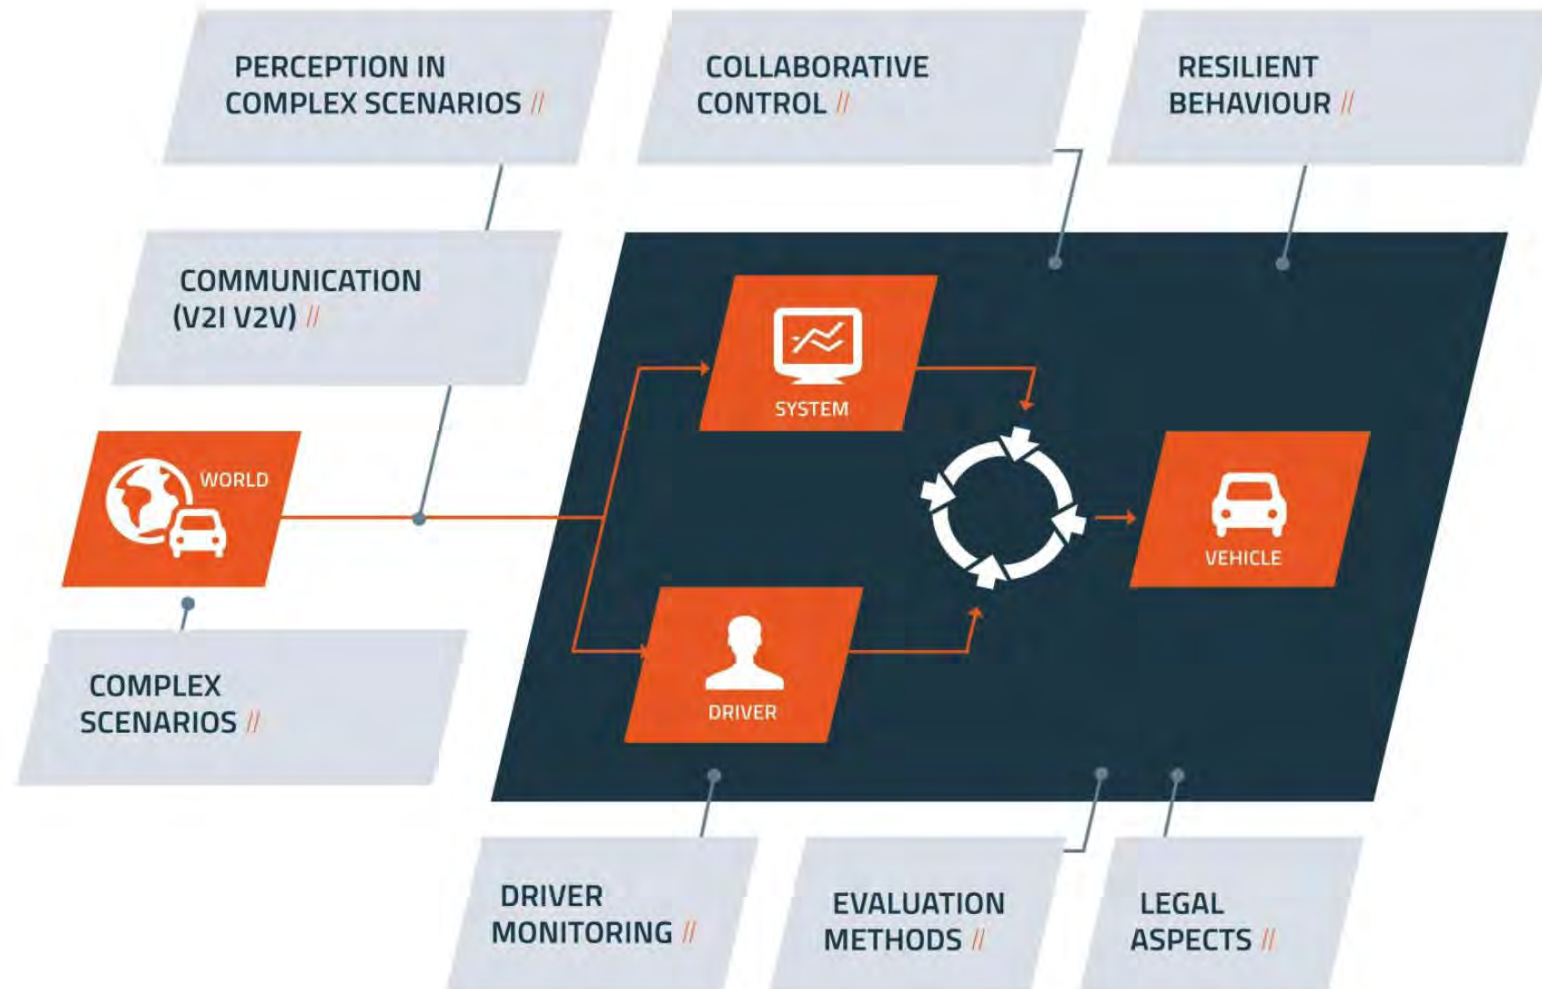 PERCEPTION IN
COMPLEX SCENARIOS //
COLLABORATIVE
CONTROL //
RESILIENT
BEHAVIOUR //
COMMUNICATION
(V2I V2V) //
SYSTEM
WORLD
VEHICLE
DRIVER
COMPLEX
SCENARIOS //
DRIVER
MONITORING //
EVALUATION
METHODS //
LEGAL
ASPECTS //